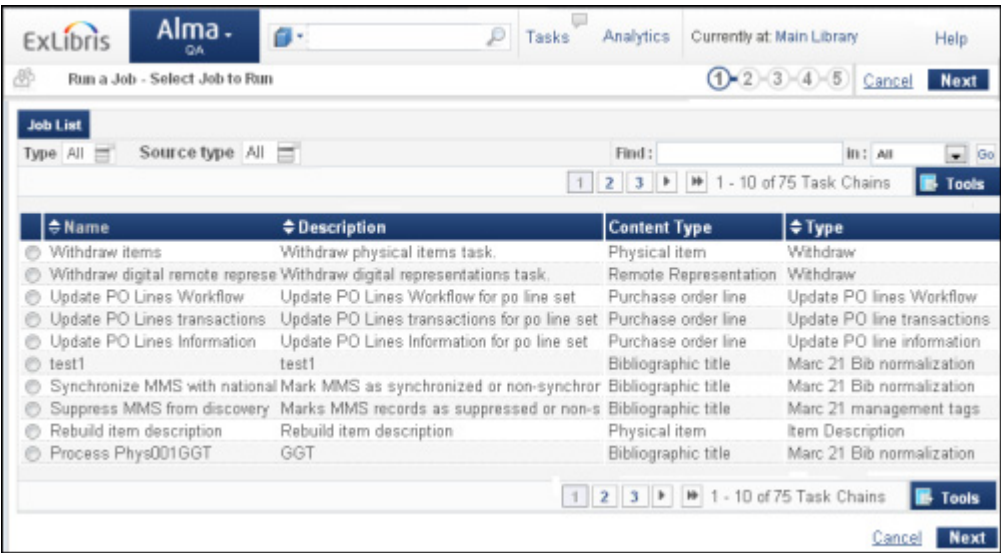 ExLibris Alma QA Tasks Analytics Currently at: Main Library Help
Run a Job - Select Job to Run 1 2 3 4 5 Cancel Next
Job List
Type All Source type All Find: in: All Go
1 2 3 1 - 10 of 75 Task Chains Tools
Name Description Content Type Type
Withdraw items Withdraw physical items task. Physical item Withdraw
Withdraw digital remote represe Withdraw digital representations task. Remote Representation Withdraw
Update PO Lines Workflow Update PO Lines Workflow for po line set Purchase order line Update PO lines Workflow
Update PO Lines transactions Update PO Lines transactions for po line set Purchase order line Update PO line transactions
Update PO Lines Information Update PO Lines Information for po line set Purchase order line Update PO line information
test1 test1 Bibliographic title Marc 21 Bib normalization
Synchronize MMS with national Mark MMS as synchronized or non-synchror Bibliographic title Marc 21 Bib normalization
Suppress MMS from discovery Marks MMS records as suppressed or non-s Bibliographic title Marc 21 management tags
Rebuild item description Rebuild item description Physical item Item Description
Process Phys001GGT GGT Bibliographic title Marc 21 Bib normalization
1 2 3 1 - 10 of 75 Task Chains Tools
Cancel Next